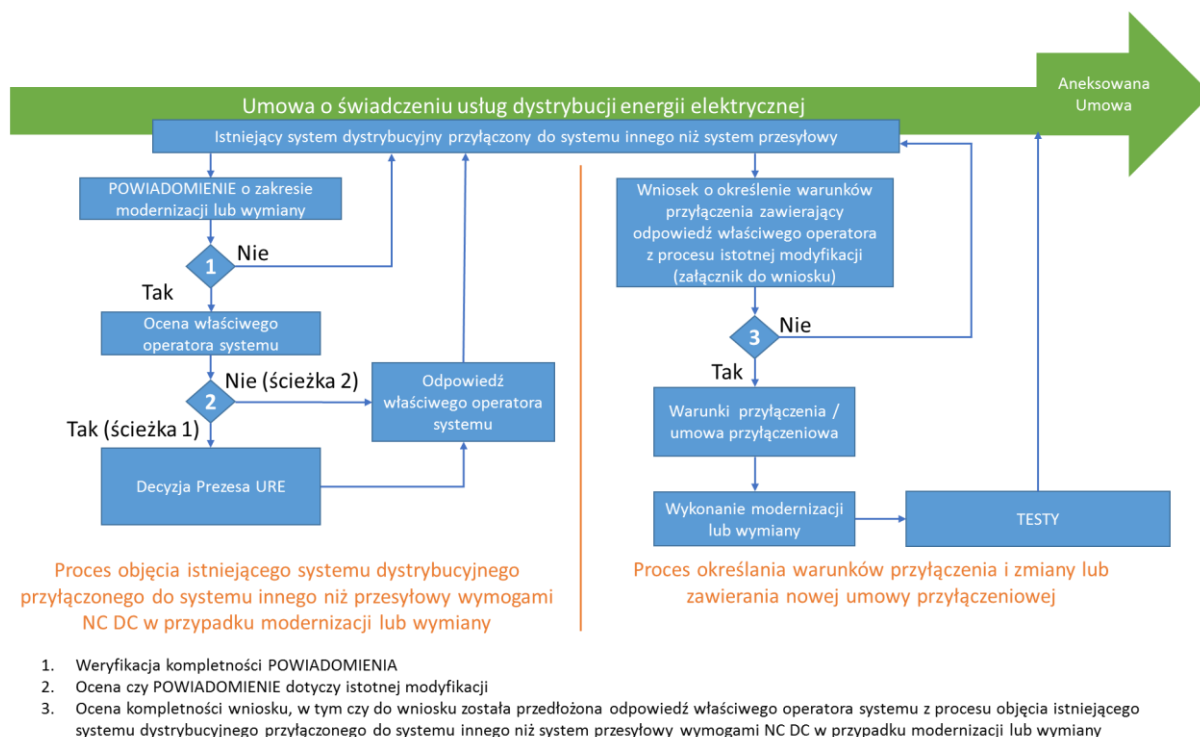 Aneksowana
Umowa
Umowa o świadczeniu usług dystrybucji energii elektrycznej
Istniejący system dystrybucyjny przyłączony do systemu innego niż system przesyłowy
POWIADOMIENIE o zakresie
modernizacji lub wymiany
1
Nie
Tak
Ocena właściwego
operatora systemu
2
Nie (ścieżka 2)
Tak (ścieżka 1)
Odpowiedź
właściwego operatora
systemu
Decyzja Prezesa URE
Wniosek o określenie warunków
przyłączenia zawierający
odpowiedź właściwego operatora
z procesu istotnej modyfikacji
(załącznik do wniosku)
3
Nie
Tak
Warunki przyłączenia /
umowa przyłączeniowa
Wykonanie modernizacji
lub wymiany
TESTY
Proces objęcia istniejącego systemu dystrybucyjnego
przyłączonego do systemu innego niż przesyłowy wymogami
NC DC w przypadku modernizacji lub wymiany
Proces określania warunków przyłączenia i zmiany lub
zawierania nowej umowy przyłączeniowej
1. Weryfikacja kompletności POWIADOMIENIA
2. Ocena czy POWIADOMIENIE dotyczy istotnej modyfikacji
3. Ocena kompletności wniosku, w tym czy do wniosku została przedłożona odpowiedź właściwego operatora systemu z procesu objęcia istniejącego
systemu dystrybucyjnego przyłączonego do systemu innego niż system przesyłowy wymogami NC DC w przypadku modernizacji lub wymiany